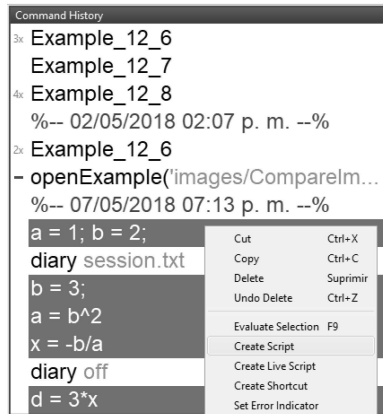 Command History
3x Example_12_6
Example_12_7
4x Example_12_8
%-- 02/05/2018 02:07 p. m. --%
2x Example_12_6
- openExample('images/CompareIm...
%-- 07/05/2018 07:13 p. m. --%
a = 1; b = 2;
diary session.txt
b = 3;
a = b^2
x = -b/a
diary off
d = 3*x
Cut Ctrl+X
Copy Ctrl+C
Delete Suprimir
Undo Delete Ctrl+Z
Evaluate Selection F9
Create Script
Create Live Script
Create Shortcut
Set Error Indicator